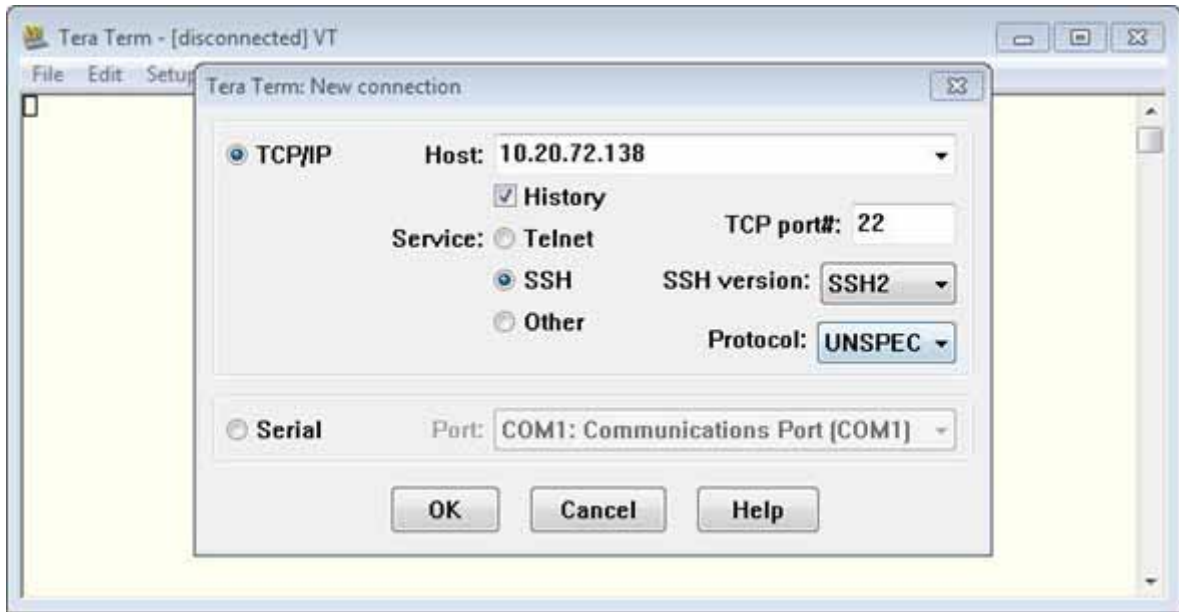 Tera Term - [disconnected] VT
File Edit Setup
Tera Term: New connection
TCP/IP
Host: 10.20.72.138
History
Service: Telnet
TCP port#: 22
SSH
SSH version: SSH2
Other
Protocol: UNSPEC
Serial
Port: COM1: Communications Port (COM1)
OK Cancel Help